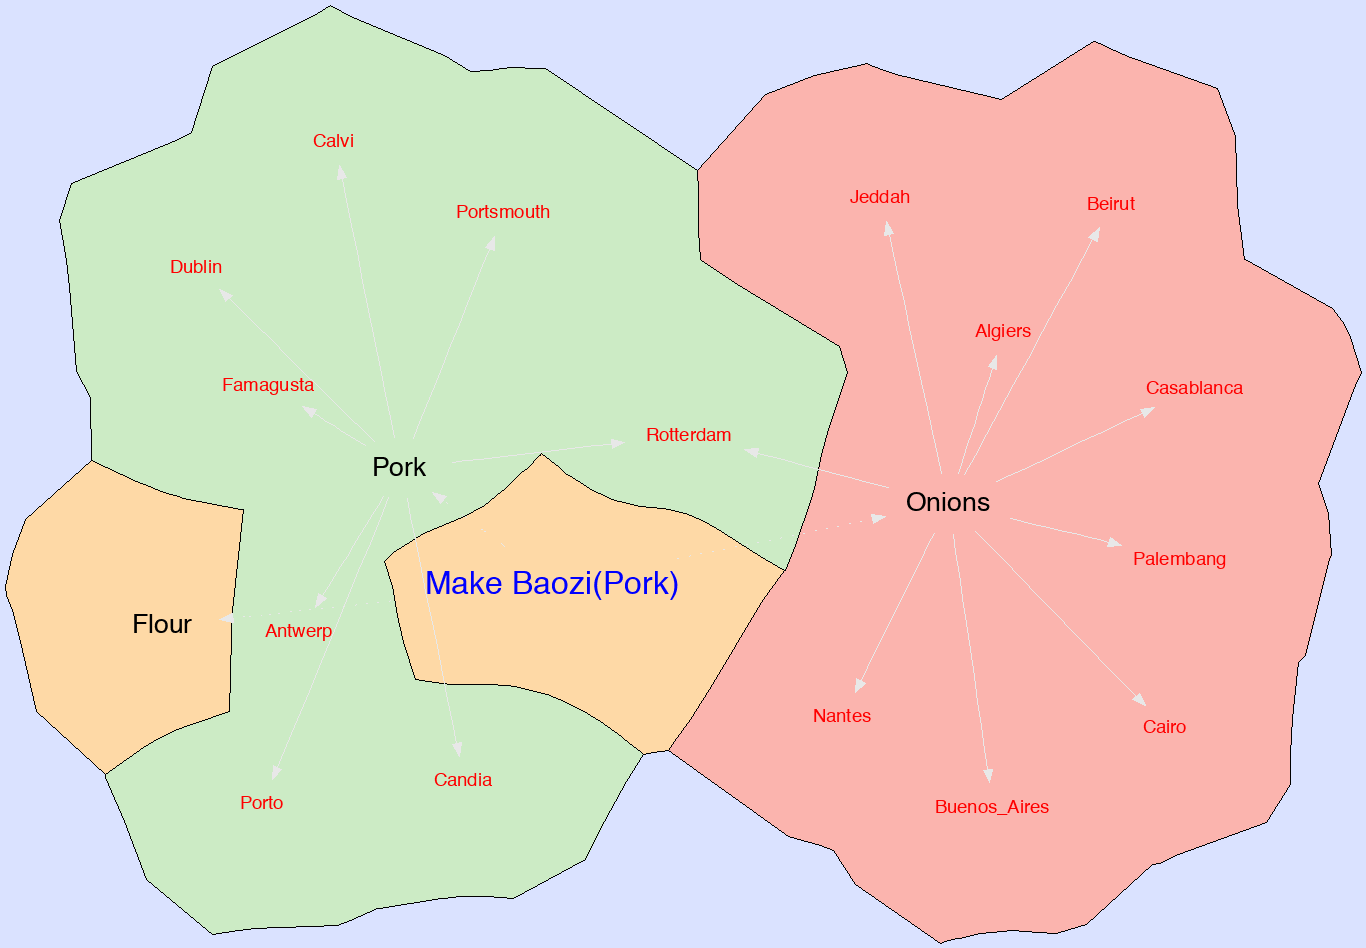 Calvi
Jeddah
Beirut
Portsmouth
Dublin
Algiers
Famagusta
Casablanca
Rotterdam
Pork
Onions
Palembang
Make Baozi(Pork)
Flour
Antwerp
Nantes
Cairo
Candia
Porto
Buenos_Aires